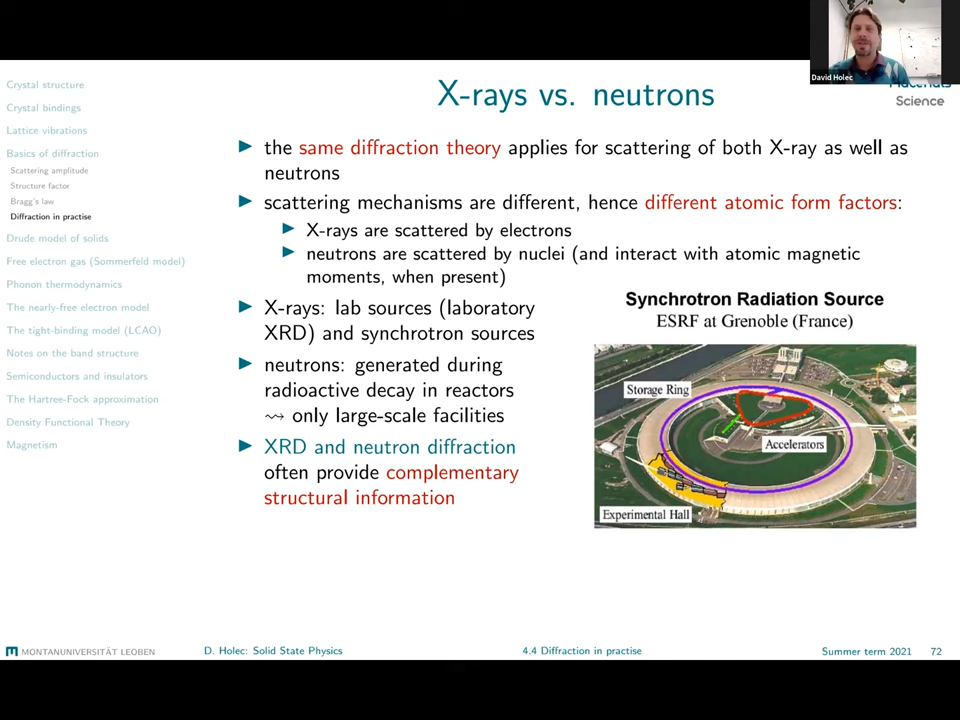 David Holec
Materials
Science
Crystal structure
Crystal bindings
Lattice vibrations
Basics of diffraction
Scattering amplitude
Structure factor
Bragg's law
Diffraction in practise
Drude model of solids
Free electron gas (Sommerfeld model)
Phonon thermodynamics
The nearly-free electron model
The tight-binding model (LCAO)
Notes on the band structure
Semiconductors and insulators
The Hartree-Fock approximation
Density Functional Theory
Magnetism
X-rays vs. neutrons
▶ the same diffraction theory applies for scattering of both X-ray as well as
neutrons
▶ scattering mechanisms are different, hence different atomic form factors:
▶ X-rays are scattered by electrons
▶ neutrons are scattered by nuclei (and interact with atomic magnetic
moments, when present)
▶ X-rays: lab sources (laboratory
XRD) and synchrotron sources
▶ neutrons: generated during
radioactive decay in reactors
⇝ only large-scale facilities
▶ XRD and neutron diffraction
often provide complementary
structural information
Synchrotron Radiation Source
ESRF at Grenoble (France)
Storage Ring
Accelerators
Experimental Hall
MONTANUNIVERSITÄT LEOBEN
D. Holec: Solid State Physics
4.4 Diffraction in practise
Summer term 2021 72